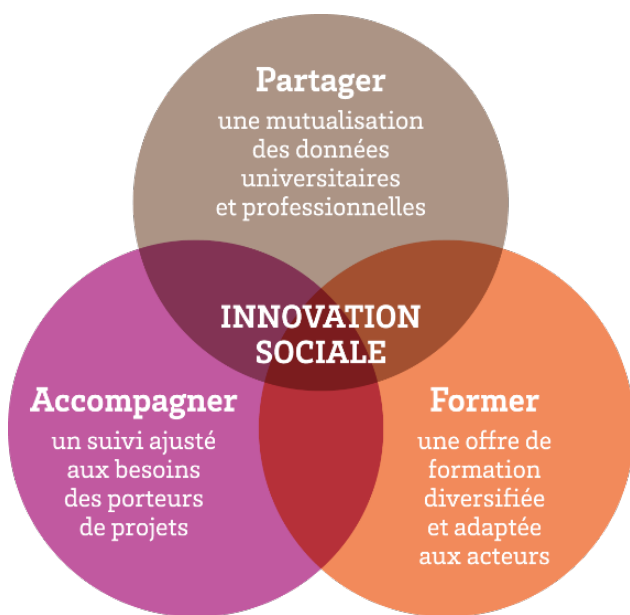 Partager
une mutualisation
des données
universitaires
et professionnelles
INNOVATION
SOCIALE
Accompagner
un suivi ajusté
aux besoins
des porteurs
de projets
Former
une offre de
formation
diversifiée
et adaptée
aux acteurs